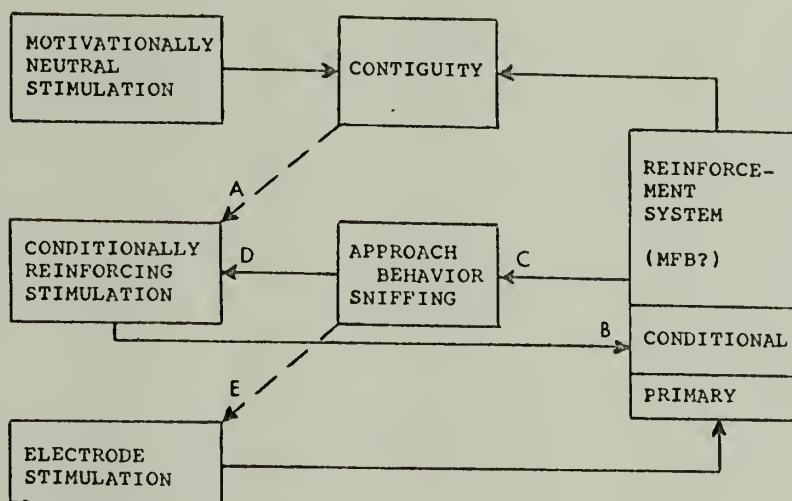 MOTIVATIONALLY
NEUTRAL
STIMULATION
CONTIGUITY
REINFORCE-
MENT
SYSTEM
(MFB?)
A
CONDITIONALLY
REINFORCING
STIMULATION
D
APPROACH
BEHAVIOR
SNIFFING
C
B
CONDITIONAL
PRIMARY
E
ELECTRODE
STIMULATION